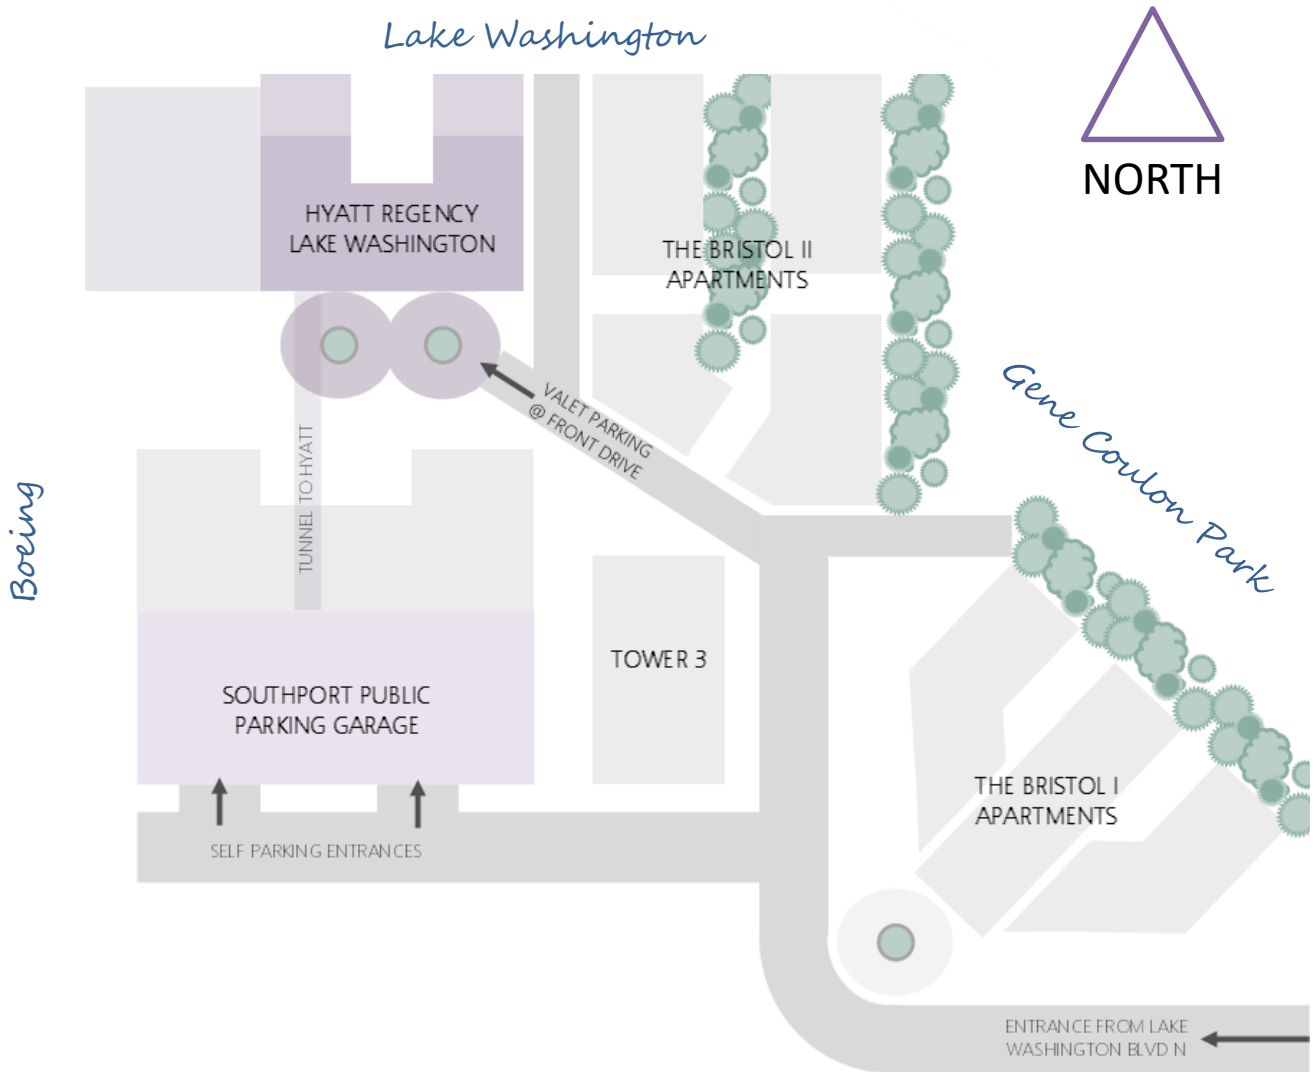 Lake Washington
NORTH
HYATT REGENCY
LAKE WASHINGTON
THE BRISTOL II
APARTMENTS
VALET PARKING
@ FRONT DRIVE
Gene Coulon Park
TUNNEL TO HYATT
Boeing
TOWER 3
SOUTHPORT PUBLIC
PARKING GARAGE
THE BRISTOL I
APARTMENTS
SELF PARKING ENTRANCES
ENTRANCE FROM LAKE
WASHINGTON BLVD N